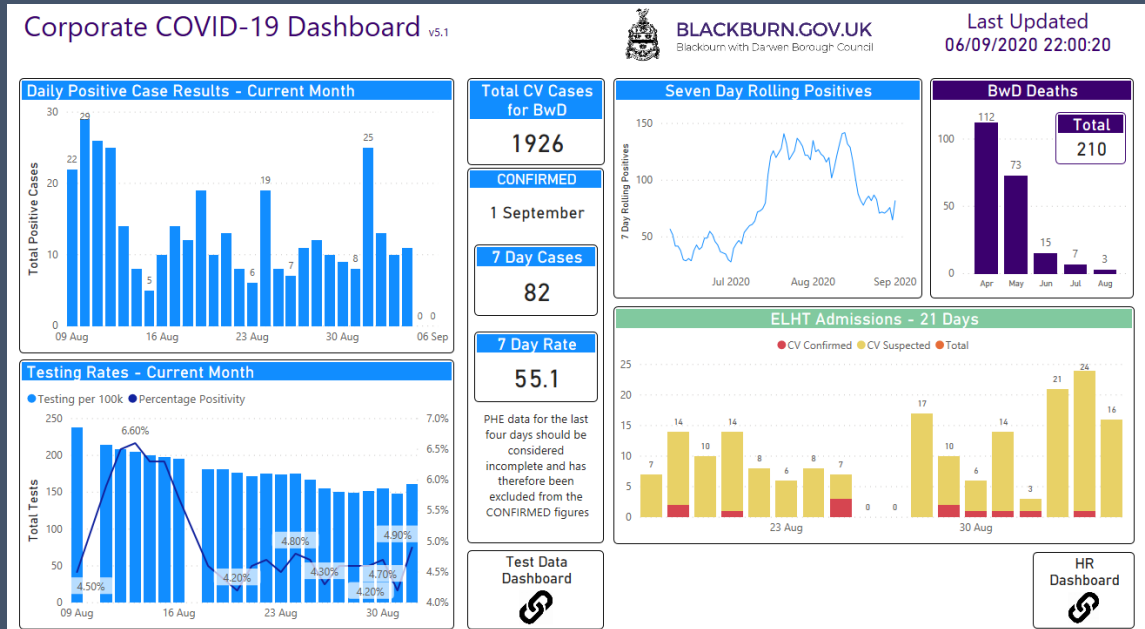 Corporate COVID-19 Dashboard v5.1
BLACKBURN.GOV.UK
Blackburn with Darwen Borough Council
Last Updated
06/09/2020 22:00:20
Daily Positive Case Results - Current Month
Total Positive Cases
30
20
10
0
22
29
5
19
6
7
8
25
0 0
09 Aug
16 Aug
23 Aug
30 Aug
06 Sep
Total CV Cases
for BwD
1926
CONFIRMED
1 September
7 Day Cases
82
7 Day Rate
55.1
PHE data for the last
four days should be
considered
incomplete and has
therefore been
excluded from the
CONFIRMED figures
Seven Day Rolling Positives
7 Day Rolling Positives
150
100
50
Jul 2020
Aug 2020
Sep 2020
BwD Deaths
Total
210
100
50
0
112
73
15
7
3
Apr
May
Jun
Jul
Aug
Testing Rates - Current Month
Testing per 100k
Percentage Positivity
Total Tests
250
200
150
100
50
0
7.0%
6.5%
6.0%
5.5%
5.0%
4.5%
4.0%
4.50%
6.60%
4.20%
4.80%
4.30%
4.20%
4.70%
4.90%
09 Aug
16 Aug
23 Aug
30 Aug
ELHT Admissions - 21 Days
CV Confirmed
CV Suspected
Total
25
20
15
10
5
0
7
14
10
14
8
6
8
7
0
0
17
10
6
14
3
21
24
16
23 Aug
30 Aug
Test Data
Dashboard
HR
Dashboard